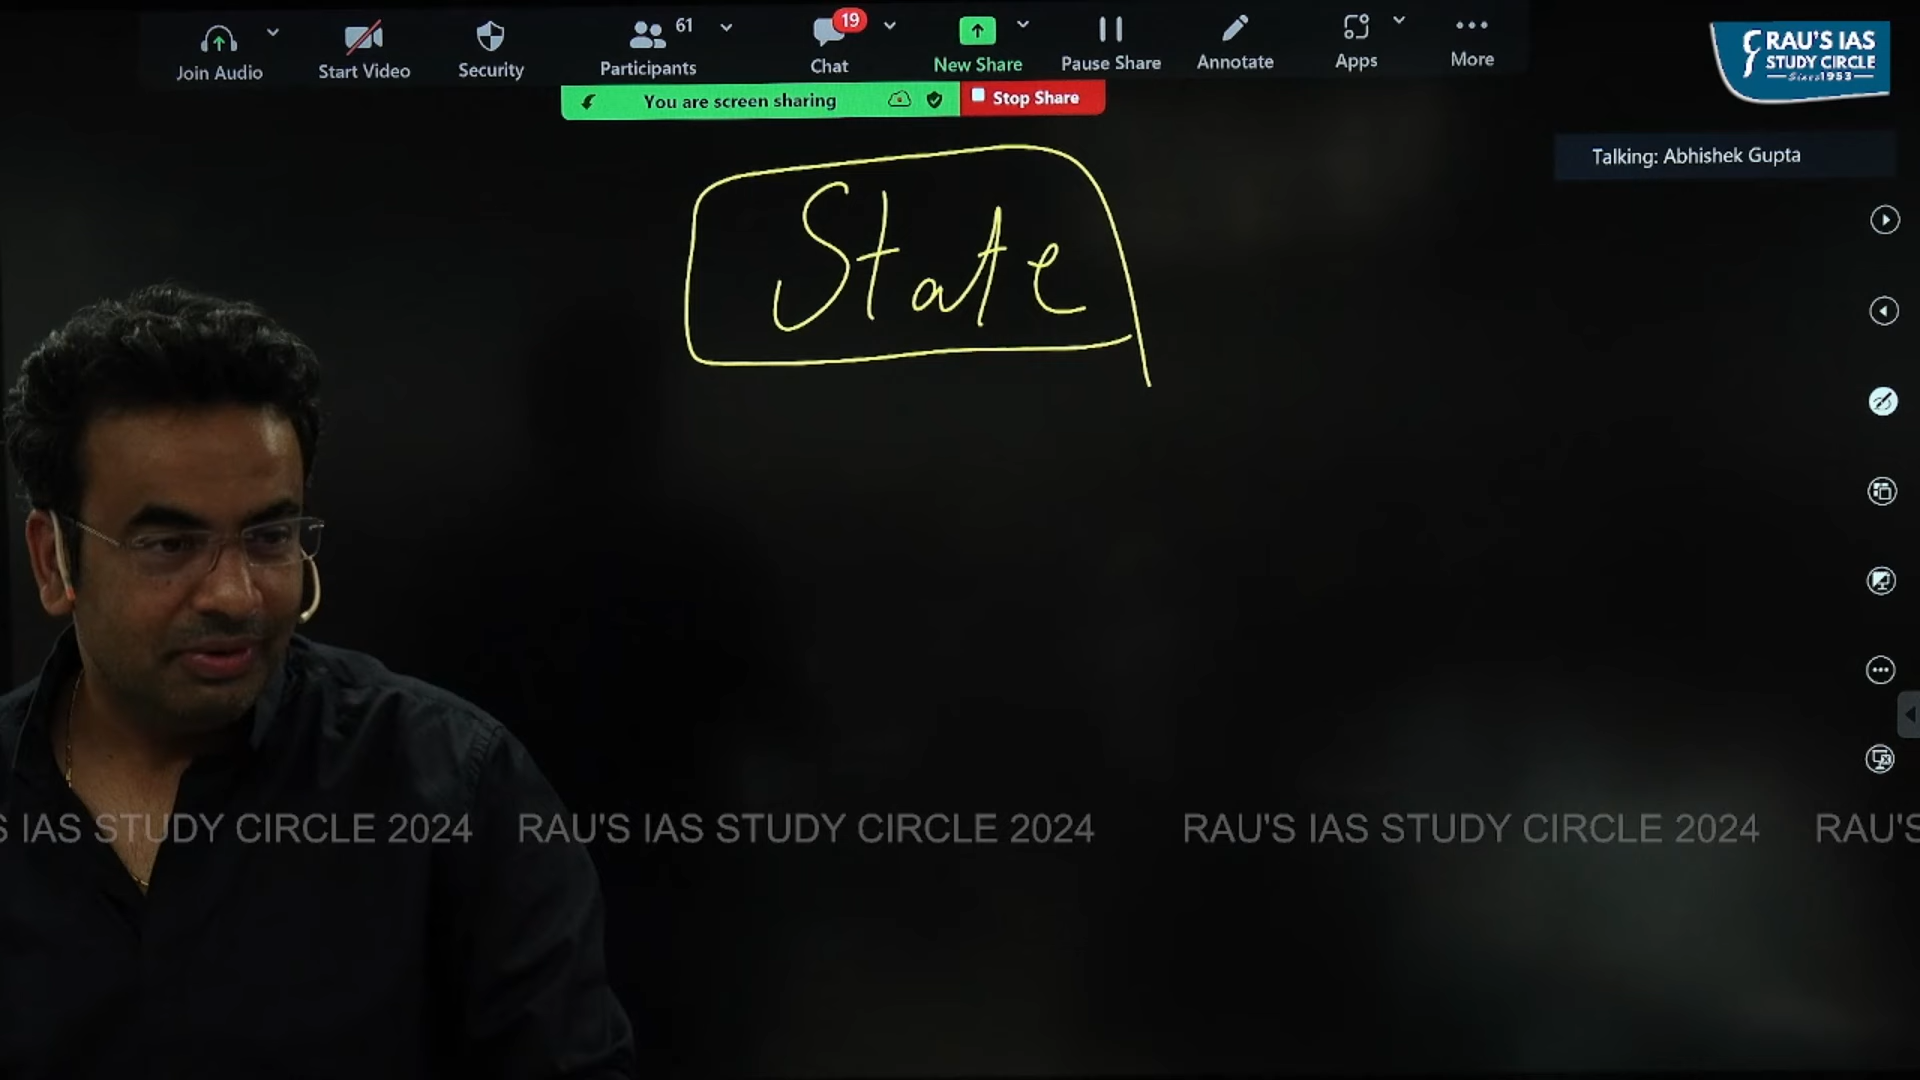 Join Audio
Start Video
Security
Participants 61
Chat 19
New Share
Pause Share
Annotate
Apps
More
You are screen sharing
Stop Share
RAU'S IAS
STUDY CIRCLE
Since 1953
Talking: Abhishek Gupta
State
S IAS STUDY CIRCLE 2024 RAU'S IAS STUDY CIRCLE 2024 RAU'S IAS STUDY CIRCLE 2024 RAU'S